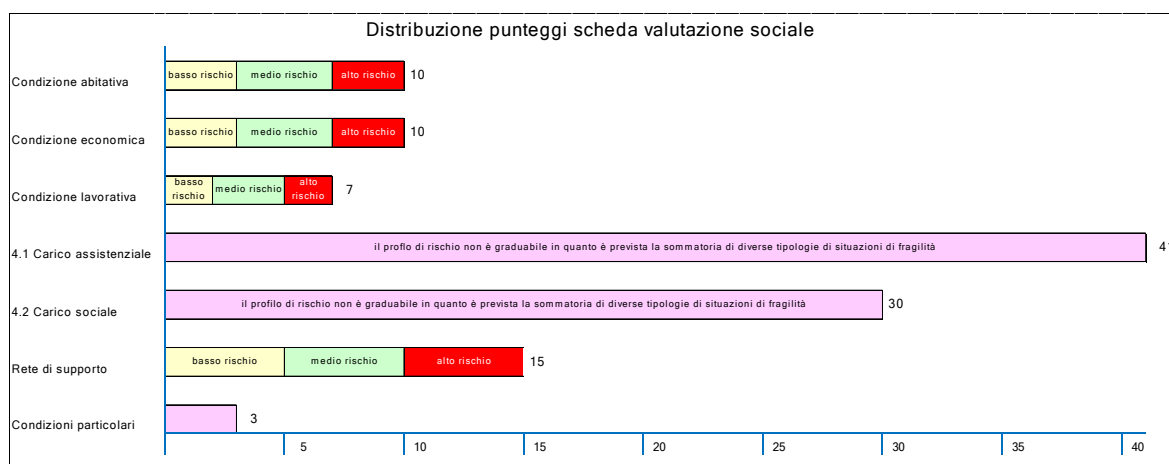 Distribuzione punteggi scheda valutazione sociale
Condizione abitativa
basso rischio
medio rischio
alto rischio
10
Condizione economica
basso rischio
medio rischio
alto rischio
10
Condizione lavorativa
basso
rischio
medio rischio
alto
rischio
7
4.1 Carico assistenziale
il proflo di rischio non è graduabile in quanto è prevista la sommatoria di diverse tipologie di situazioni di fragilità
41
4.2 Carico sociale
il profilo di rischio non è graduabile in quanto è prevista la sommatoria di diverse tipologie di situazioni di fragilità
30
Rete di supporto
basso rischio
medio rischio
alto rischio
15
Condizioni particolari
3
5
10
15
20
25
30
35
40